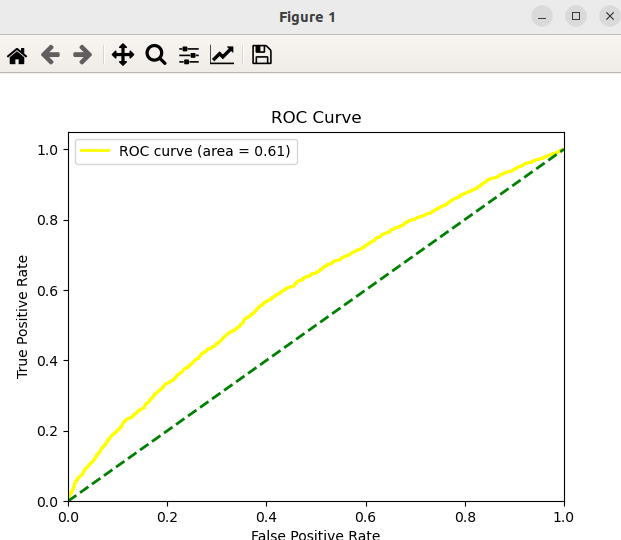 Figure 1
ROC Curve
ROC curve (area = 0.61)
1.0
0.8
0.6
0.4
0.2
0.0
True Positive Rate
0.0 0.2 0.4 0.6 0.8 1.0
False Positive Rate